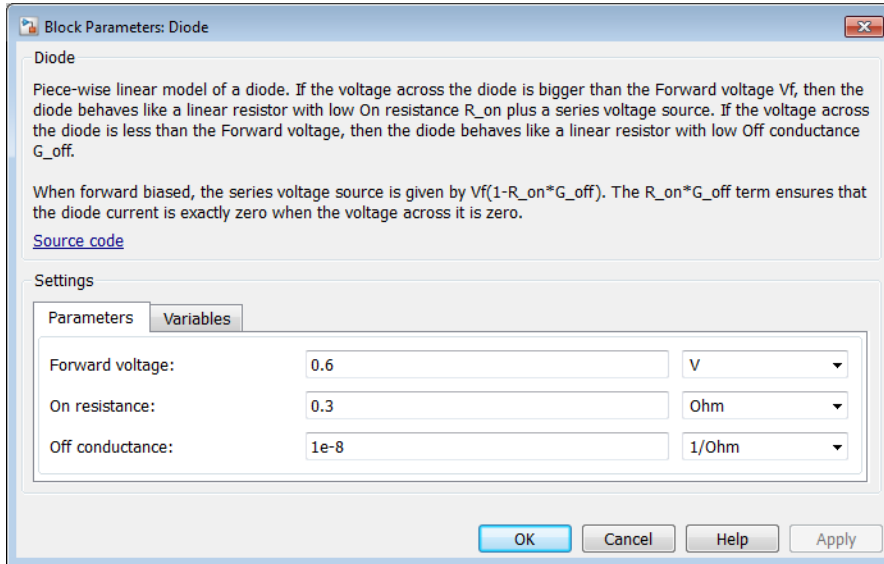 Block Parameters: Diode
Diode
Piece-wise linear model of a diode. If the voltage across the diode is bigger than the Forward voltage Vf, then the
diode behaves like a linear resistor with low On resistance R_on plus a series voltage source. If the voltage across
the diode is less than the Forward voltage, then the diode behaves like a linear resistor with low Off conductance
G_off.
When forward biased, the series voltage source is given by Vf(1-R_on*G_off). The R_on*G_off term ensures that
the diode current is exactly zero when the voltage across it is zero.
Source code
Settings
Parameters Variables
Forward voltage: 0.6 V
On resistance: 0.3 Ohm
Off conductance: 1e-8 1/Ohm
OK Cancel Help Apply